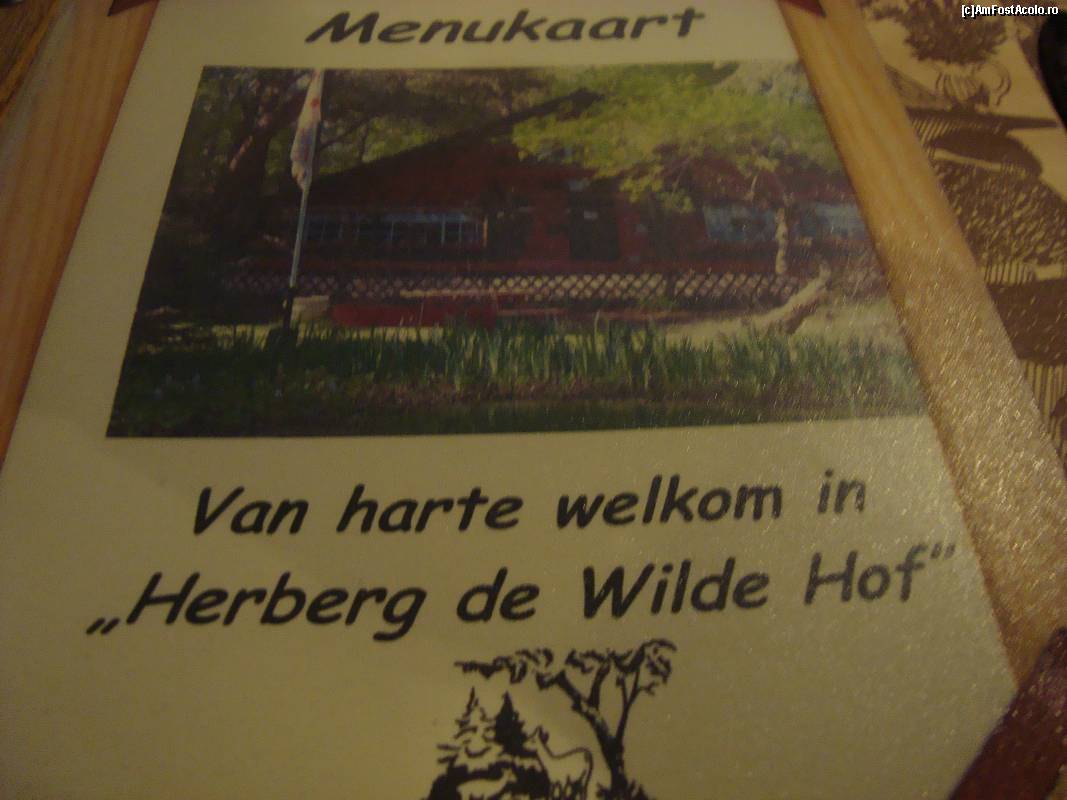 [c]AmFostAcolo.ro
Menukaart
Van harte welkom in
„Herberg de Wilde Hof"